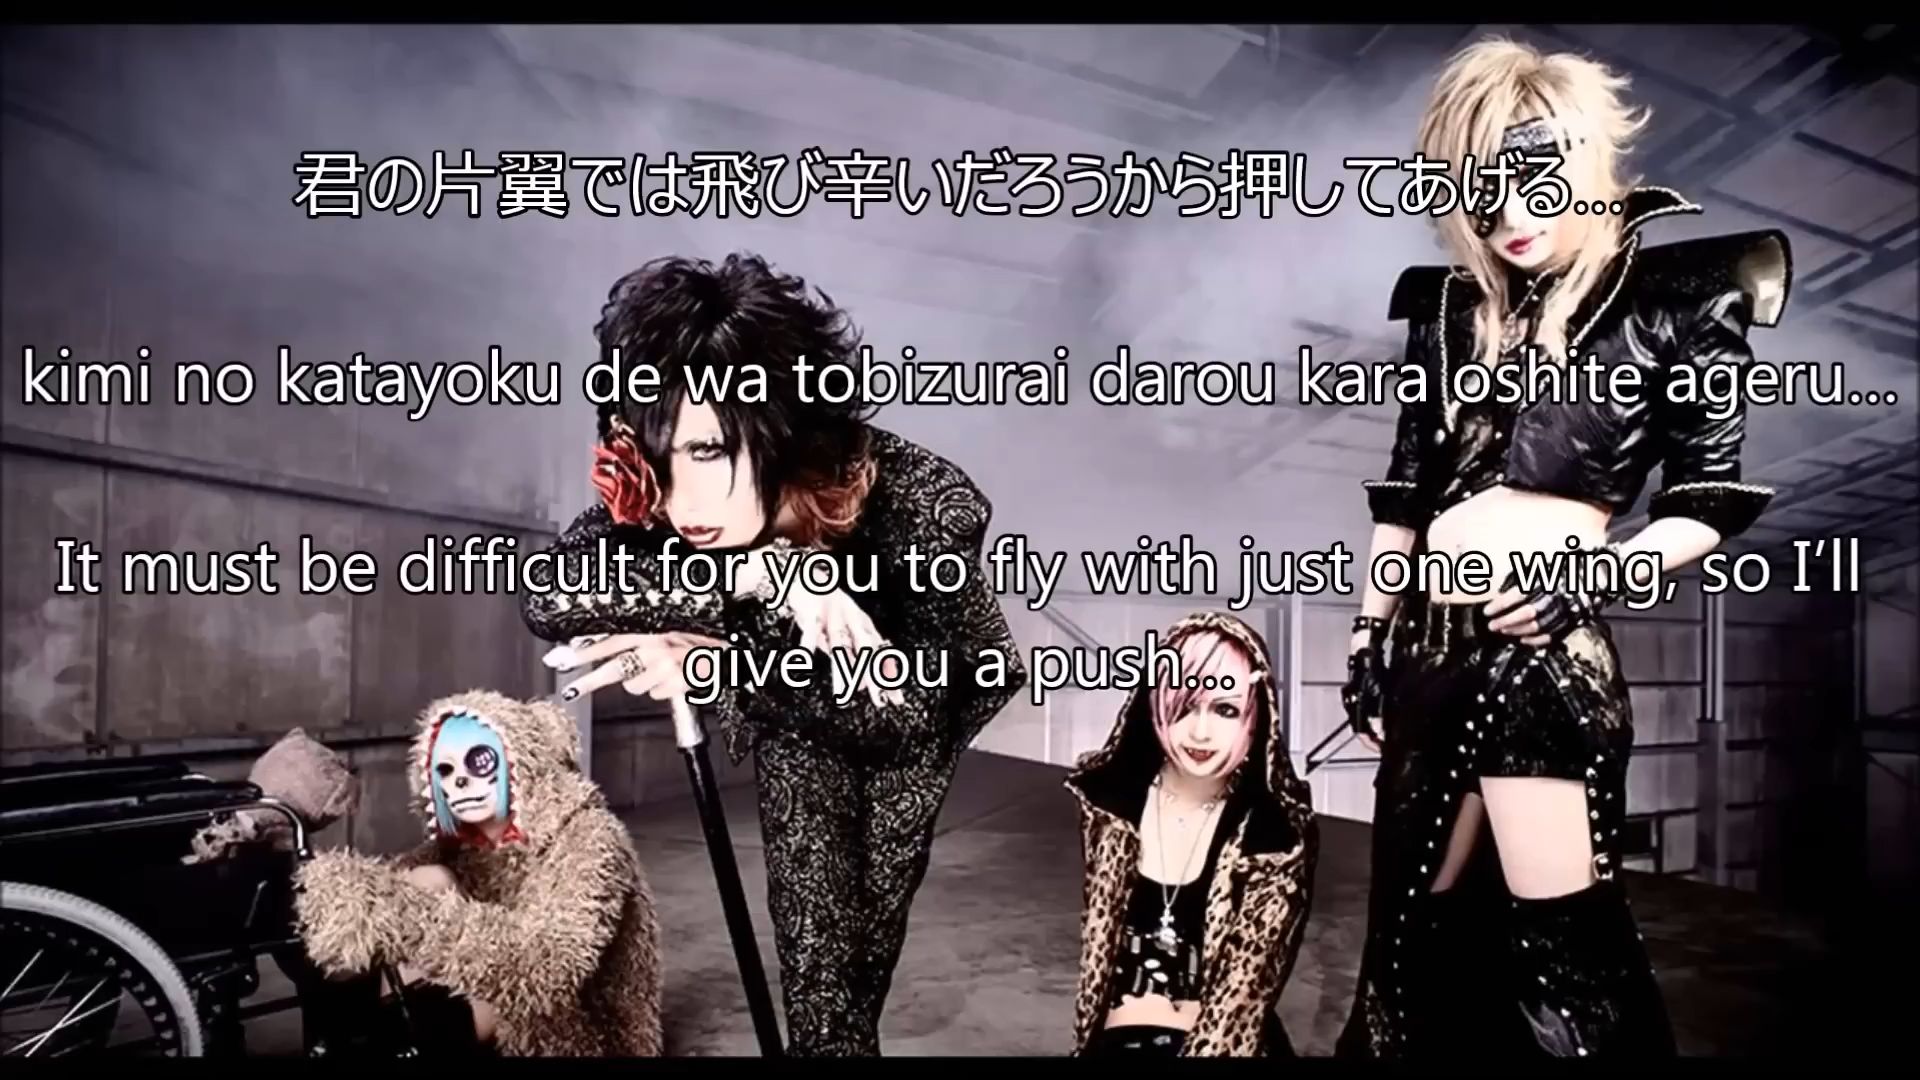 君の片翼では飛び辛いだろうから押してあげる...
kimi no katayoku de wa tobizurai darou kara oshite ageru...
It must be difficult for you to fly with just one wing, so I’ll
give you a push...